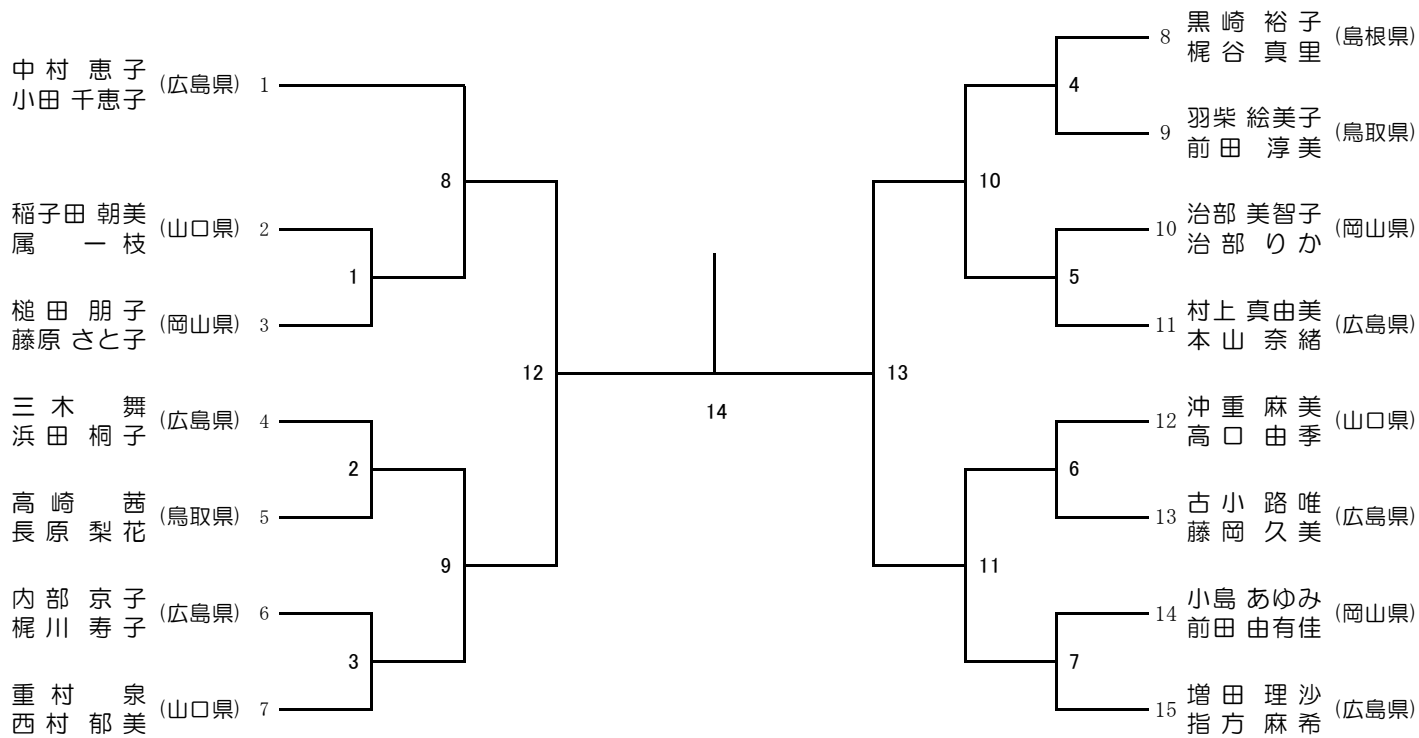 中村 恵子
小田 千恵子
(広島県) 1
稲子田 朝美
属 一枝
(山口県) 2
槌田 朋子
藤原 さと子
(岡山県) 3
三木 舞
浜田 桐子
(広島県) 4
高崎 茜
長原 梨花
(鳥取県) 5
内部 京子
梶川 寿子
(広島県) 6
重村 泉
西村 郁美
(山口県) 7
1
2
3
8
9
12
14
13
10
11
4
5
6
7
8 黒崎 裕子
梶谷 真里
(島根県)
9 羽柴 絵美子
前田 淳美
(鳥取県)
10 治部 美智子
治部 りか
(岡山県)
11 村上 真由美
本山 奈緒
(広島県)
12 沖重 麻美
高口 由季
(山口県)
13 古小路 唯
藤岡 久美
(広島県)
14 小島 あゆみ
前田 由有佳
(岡山県)
15 増田 理沙
指方 麻希
(広島県)